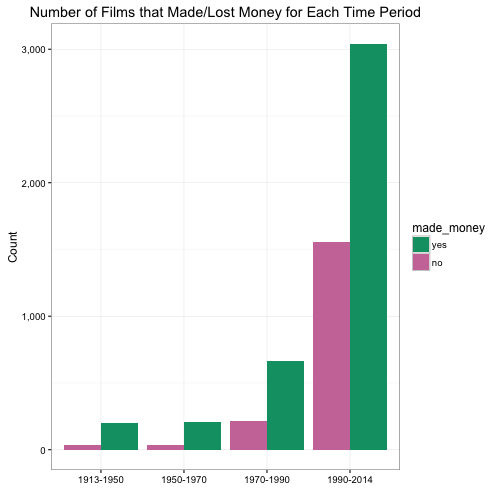 Number of Films that Made/Lost Money for Each Time Period
3,000
2,000
1,000
0
Count
1913-1950
1950-1970
1970-1990
1990-2014
made_money
yes
no